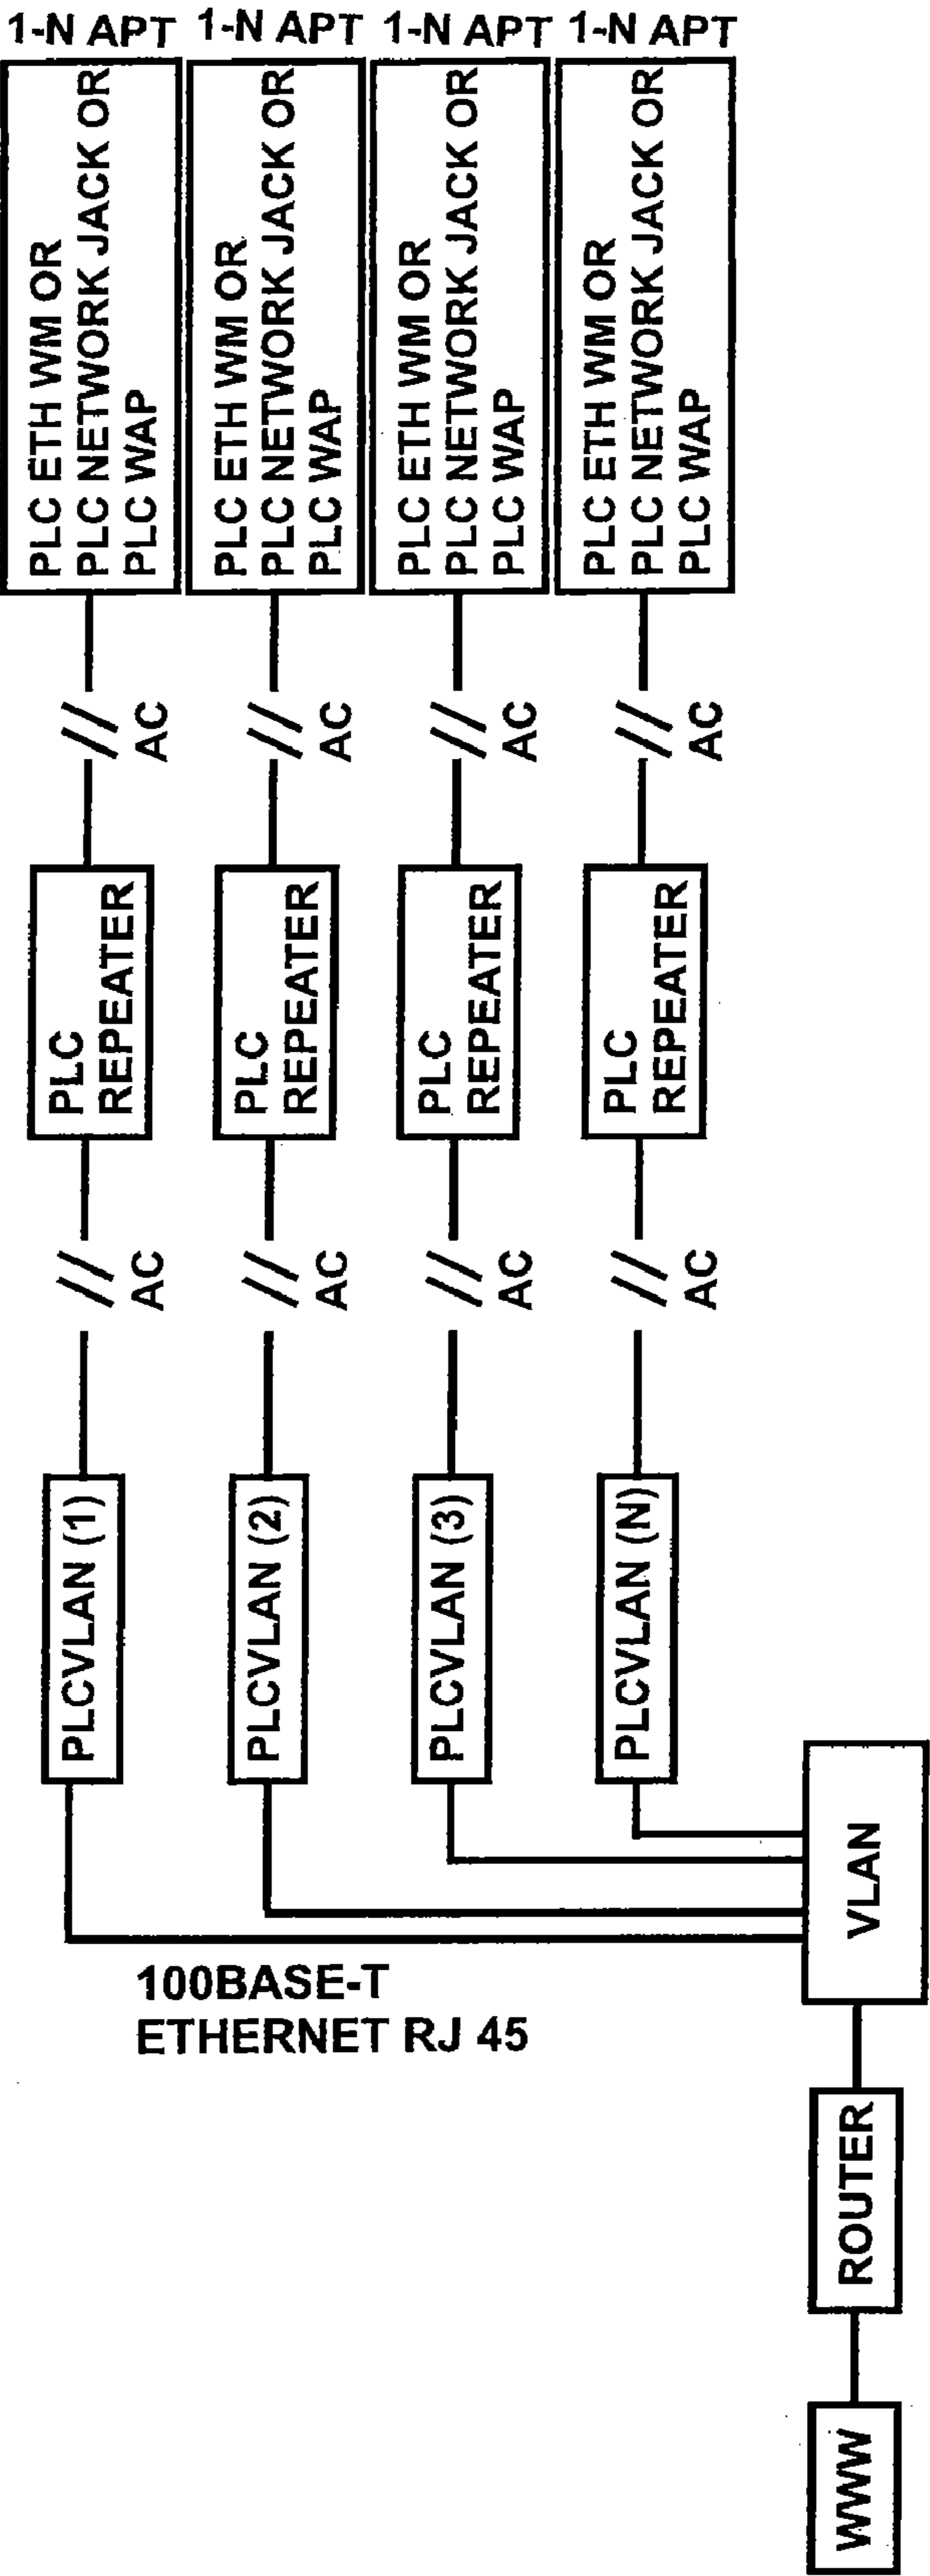 1-N APT
1-N APT
1-N APT
1-N APT
PLC ETH WM OR
PLC NETWORK JACK OR
PLC WAP
PLC ETH WM OR
PLC NETWORK JACK OR
PLC WAP
PLC ETH WM OR
PLC NETWORK JACK OR
PLC WAP
PLC ETH WM OR
PLC NETWORK JACK OR
PLC WAP
AC
AC
AC
AC
PLC
REPEATER
PLC
REPEATER
PLC
REPEATER
PLC
REPEATER
AC
AC
AC
AC
PLCVLAN (1)
PLCVLAN (2)
PLCVLAN (3)
PLCVLAN (N)
100BASE-T
ETHERNET RJ 45
VLAN
ROUTER
WWW